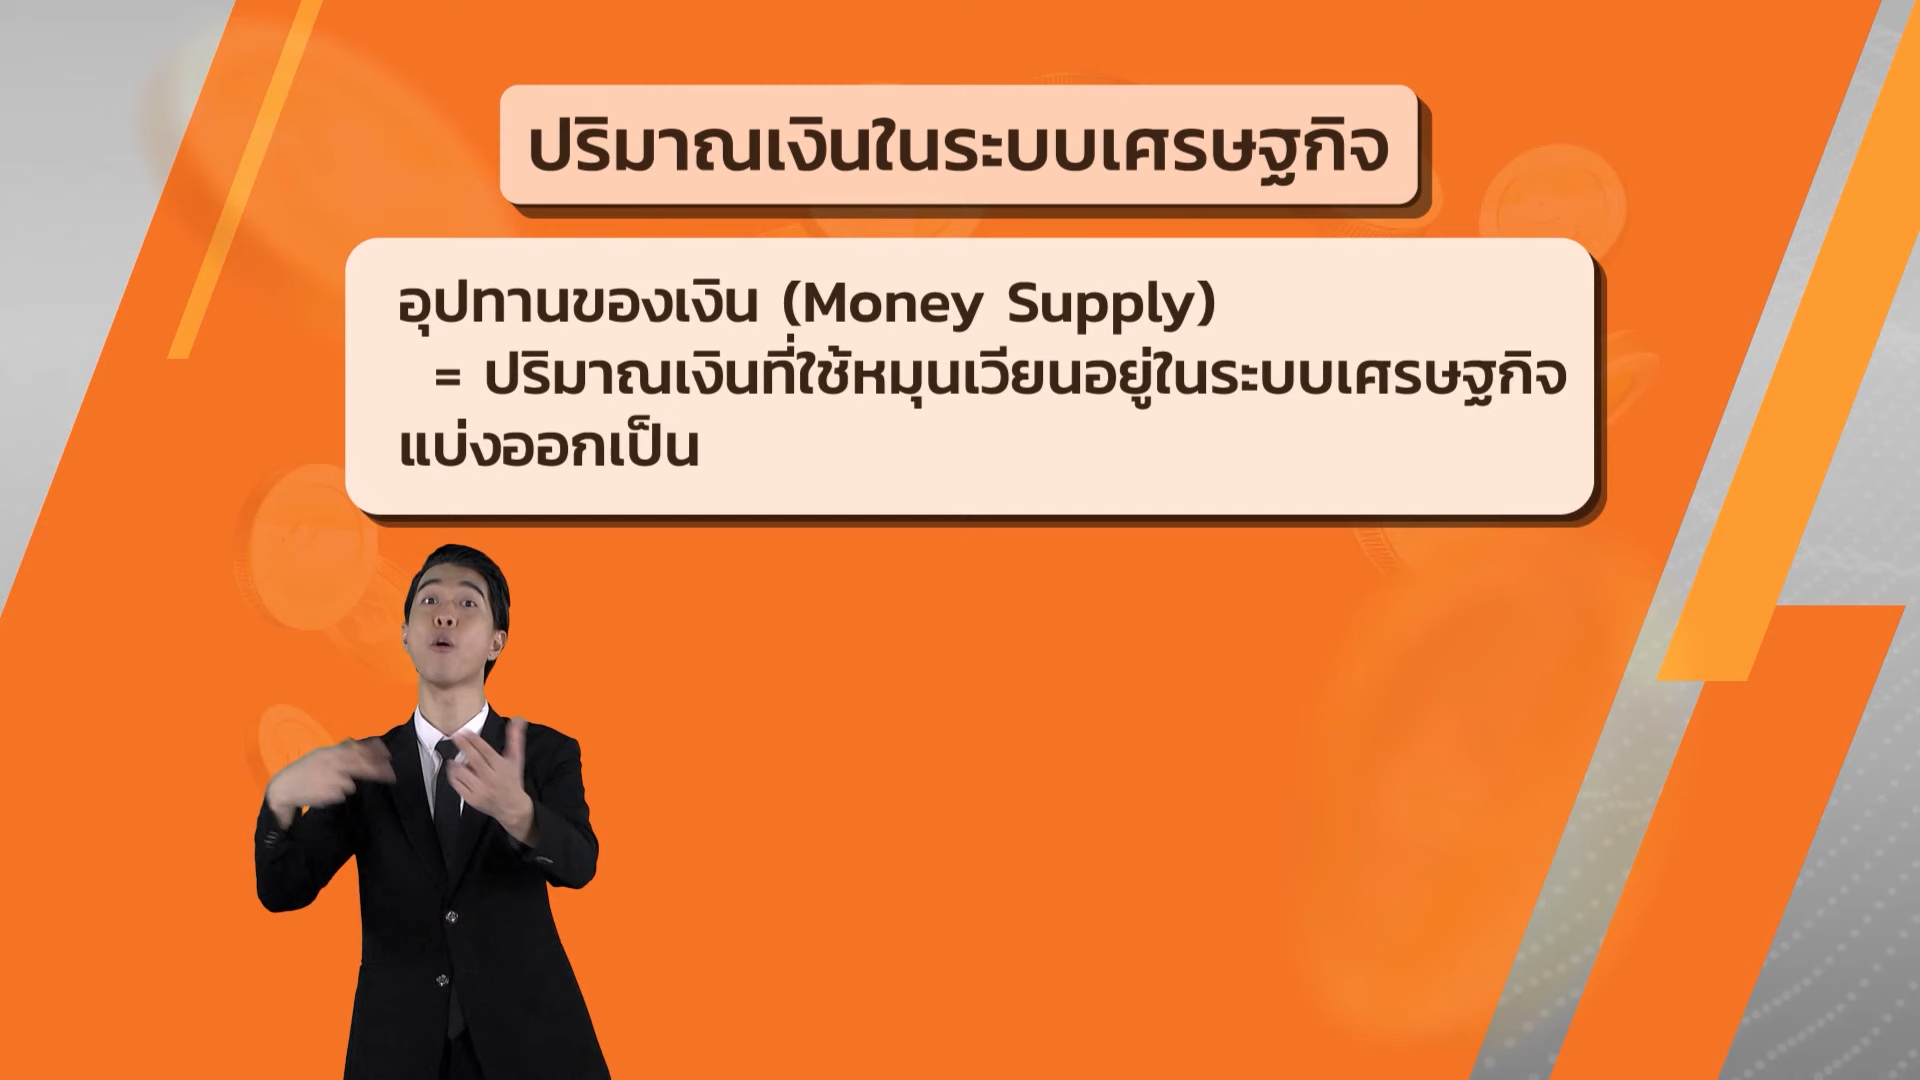 ปริมาณเงินในระบบเศรษฐกิจ
อุปทานของเงิน (Money Supply)
= ปริมาณเงินที่ใช้หมุนเวียนอยู่ในระบบเศรษฐกิจ
แบ่งออกเป็น